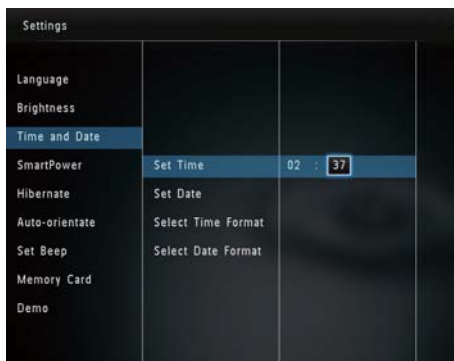 Settings
Language
Brightness
Time and Date
SmartPower
Hibernate
Auto-orientate
Set Beep
Memory Card
Demo
Set Time
Set Date
Select Time Format
Select Date Format
02 : 37